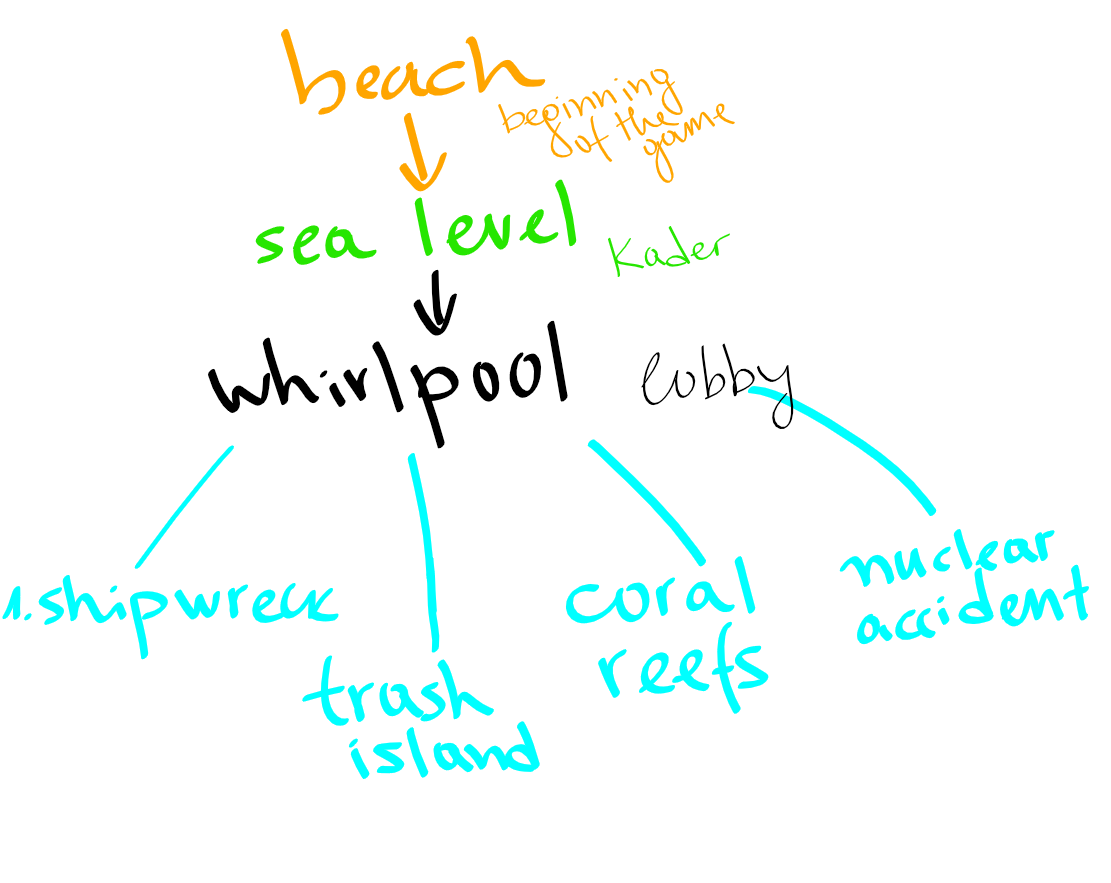 beach
beginning
of the
game
sea level
Kader
whirlpool
lobby
1. shipwreck
trash
island
coral
reefs
nuclear
accident